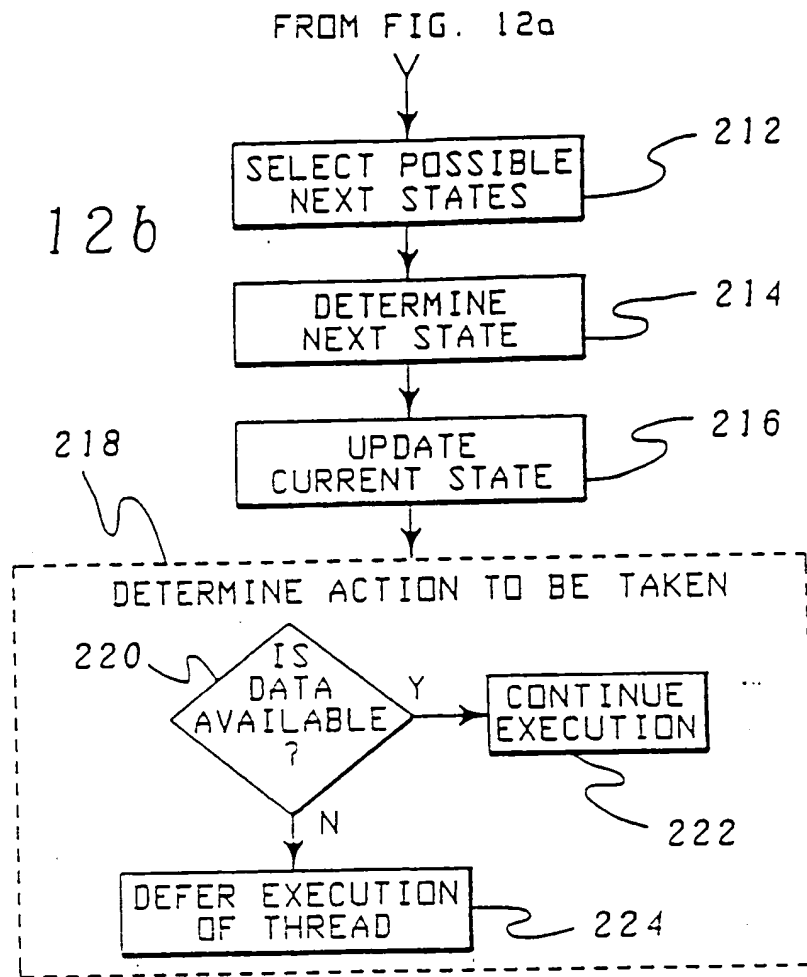 FROM FIG. 12a
212
SELECT POSSIBLE
NEXT STATES
12b
214
DETERMINE
NEXT STATE
216
218
UPDATE
CURRENT STATE
DETERMINE ACTION TO BE TAKEN
220
IS
DATA
AVAILABLE
?
Y
CONTINUE
EXECUTION
...
N
222
DEFER EXECUTION
OF THREAD
224